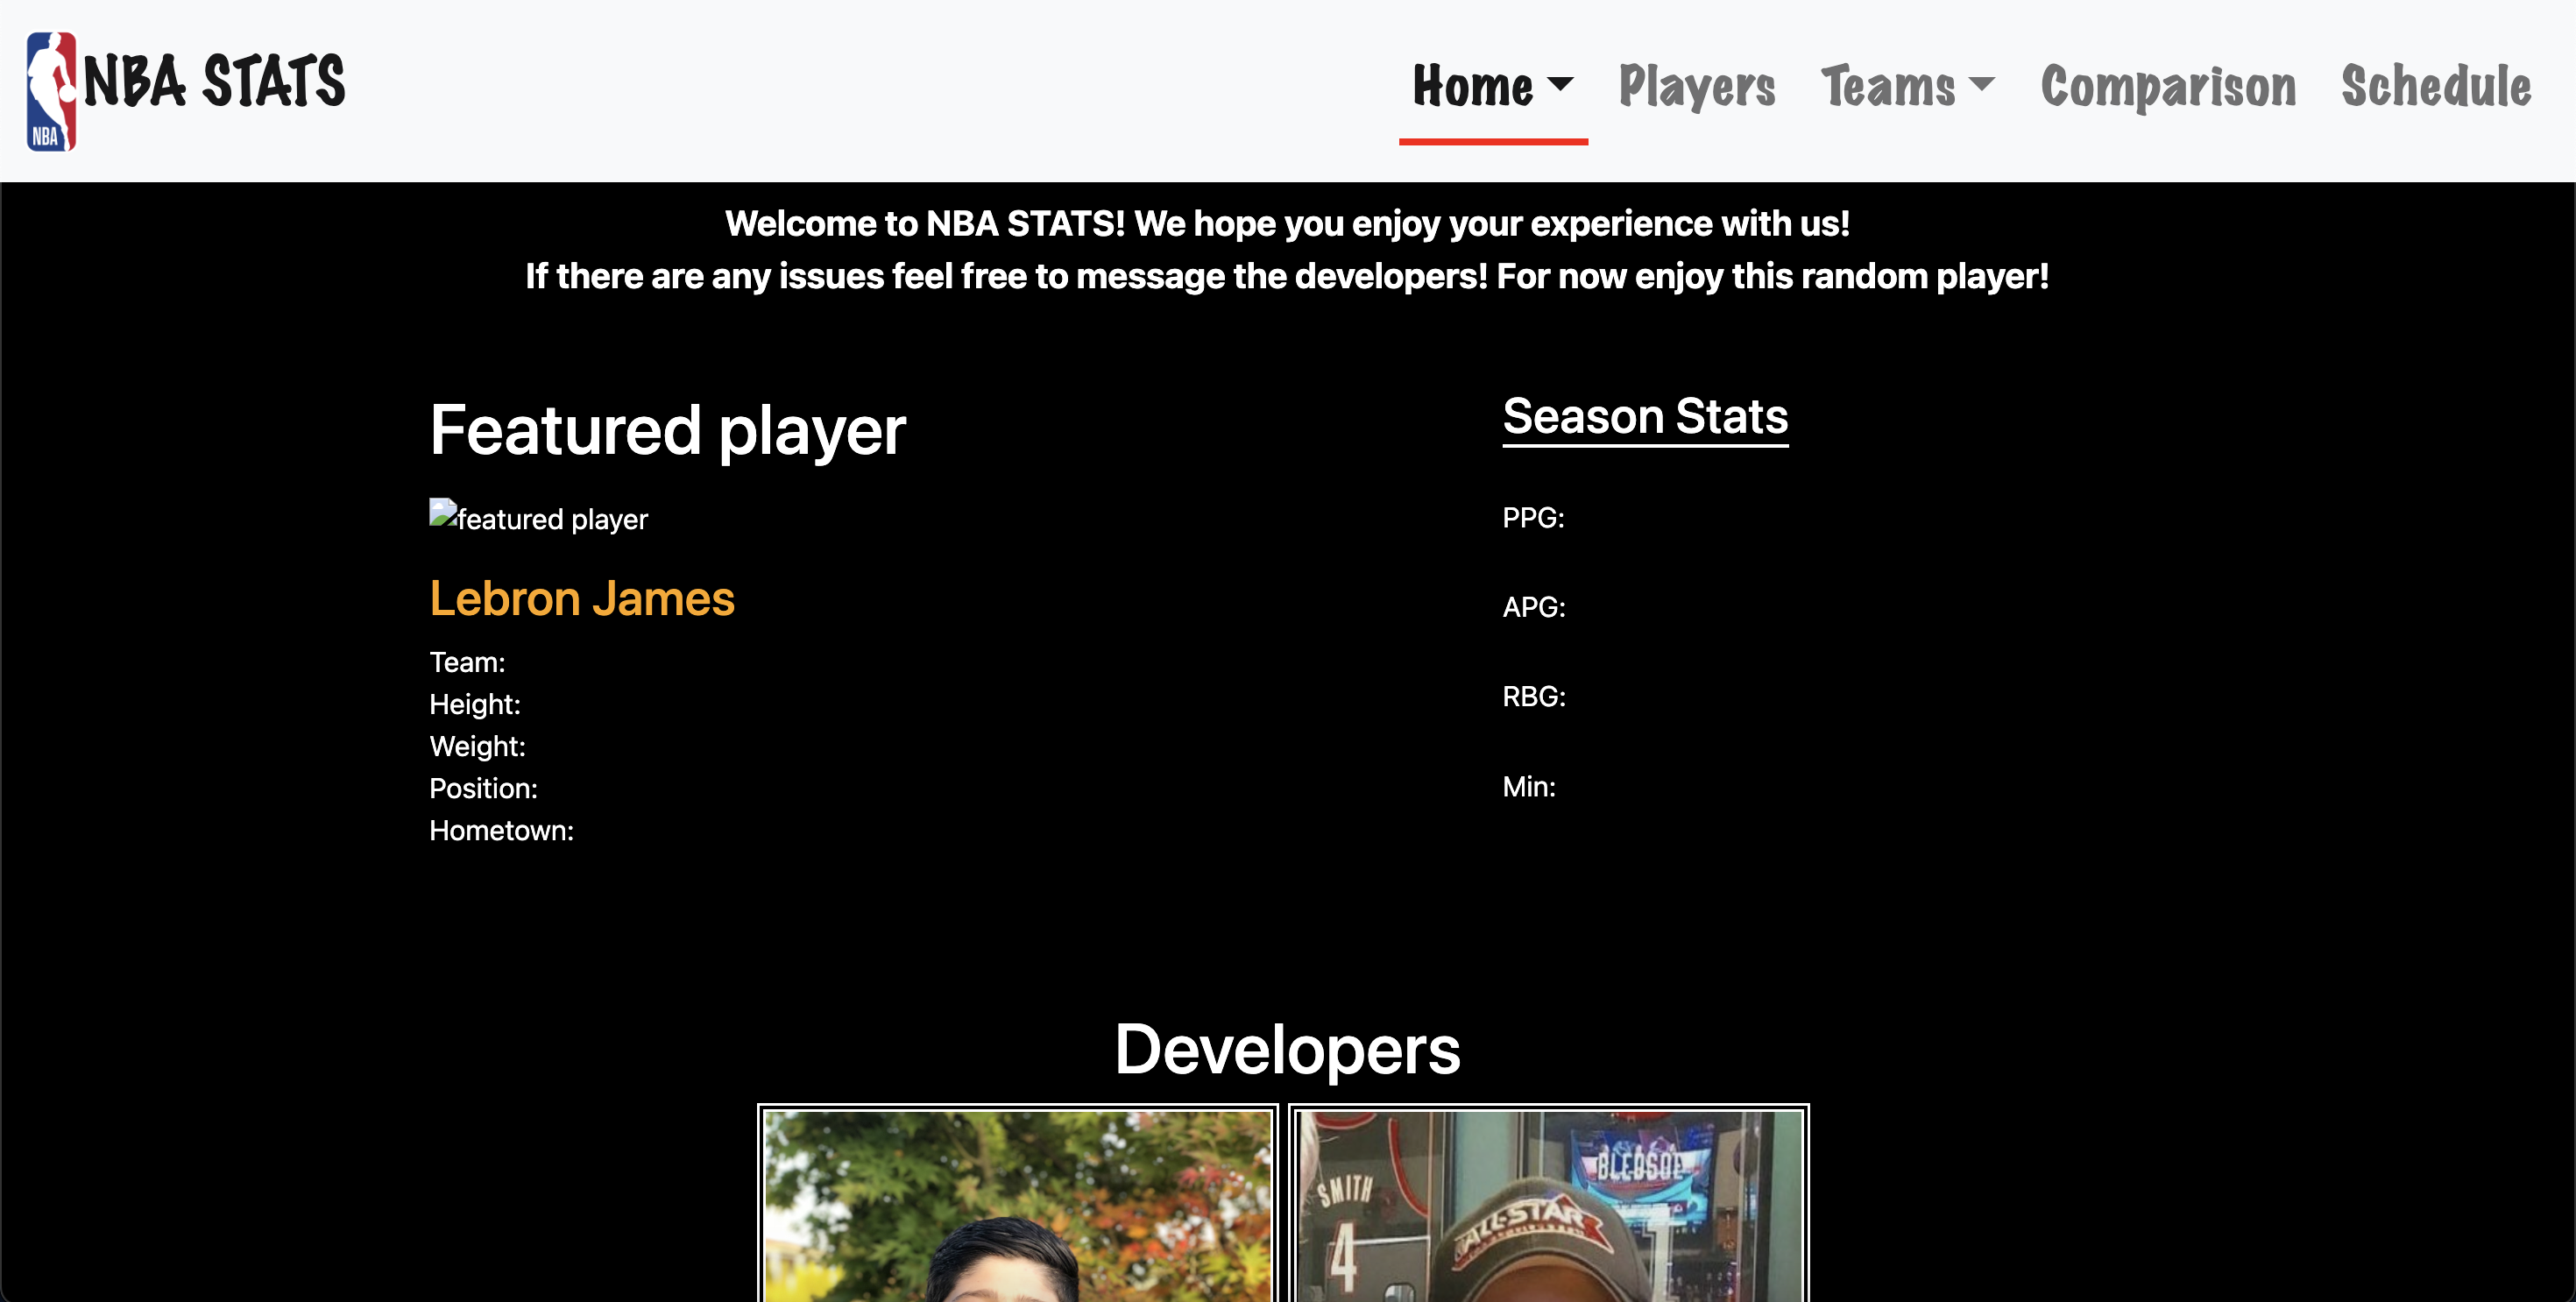 NBA
NBA STATS
Home
Players
Teams
Comparison
Schedule
Welcome to NBA STATS! We hope you enjoy your experience with us!
If there are any issues feel free to message the developers! For now enjoy this random player!
Featured player
featured player
Lebron James
Team:
Height:
Weight:
Position:
Hometown:
Season Stats
PPG:
APG:
RBG:
Min:
Developers
SMITH
4
BLEDSOE
1
ALL-STAR